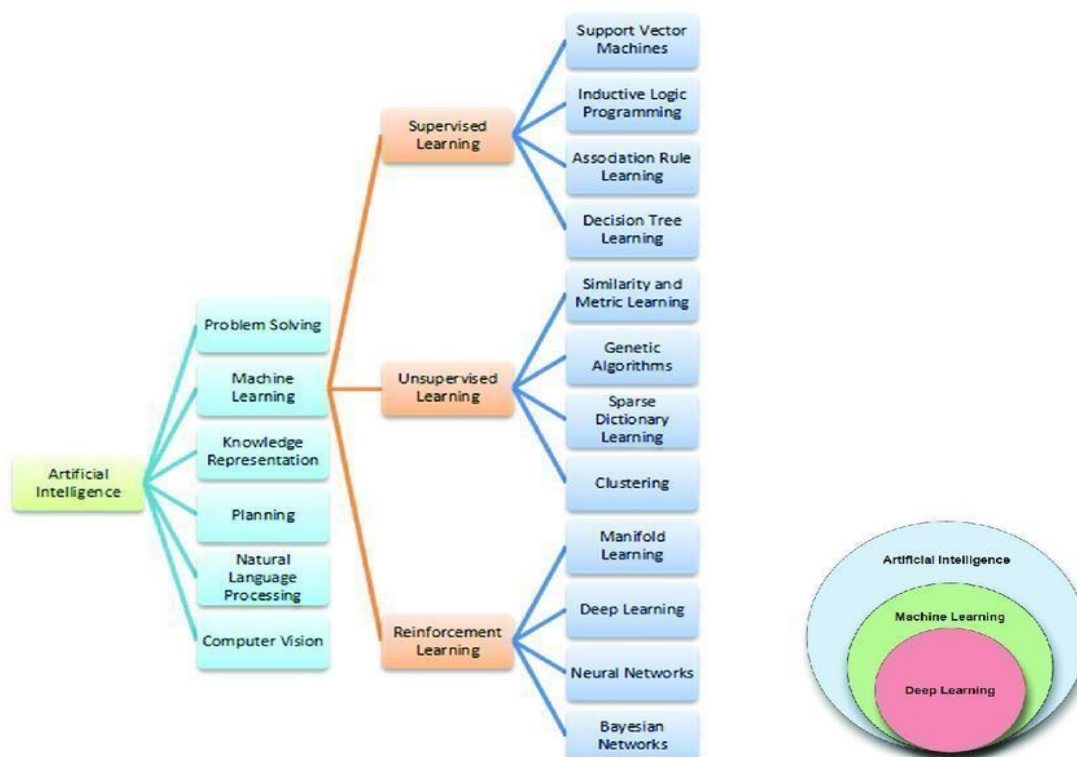 Artificial
Intelligence
Problem Solving
Machine
Learning
Knowledge
Representation
Planning
Natural
Language
Processing
Computer Vision
Supervised
Learning
Unsupervised
Learning
Reinforcement
Learning
Support Vector
Machines
Inductive Logic
Programming
Association Rule
Learning
Decision Tree
Learning
Similarity and
Metric Learning
Genetic
Algorithms
Sparse
Dictionary
Learning
Clustering
Manifold
Learning
Deep Learning
Neural Networks
Bayesian
Networks
Artificial Intelligence
Machine Learning
Deep Learning